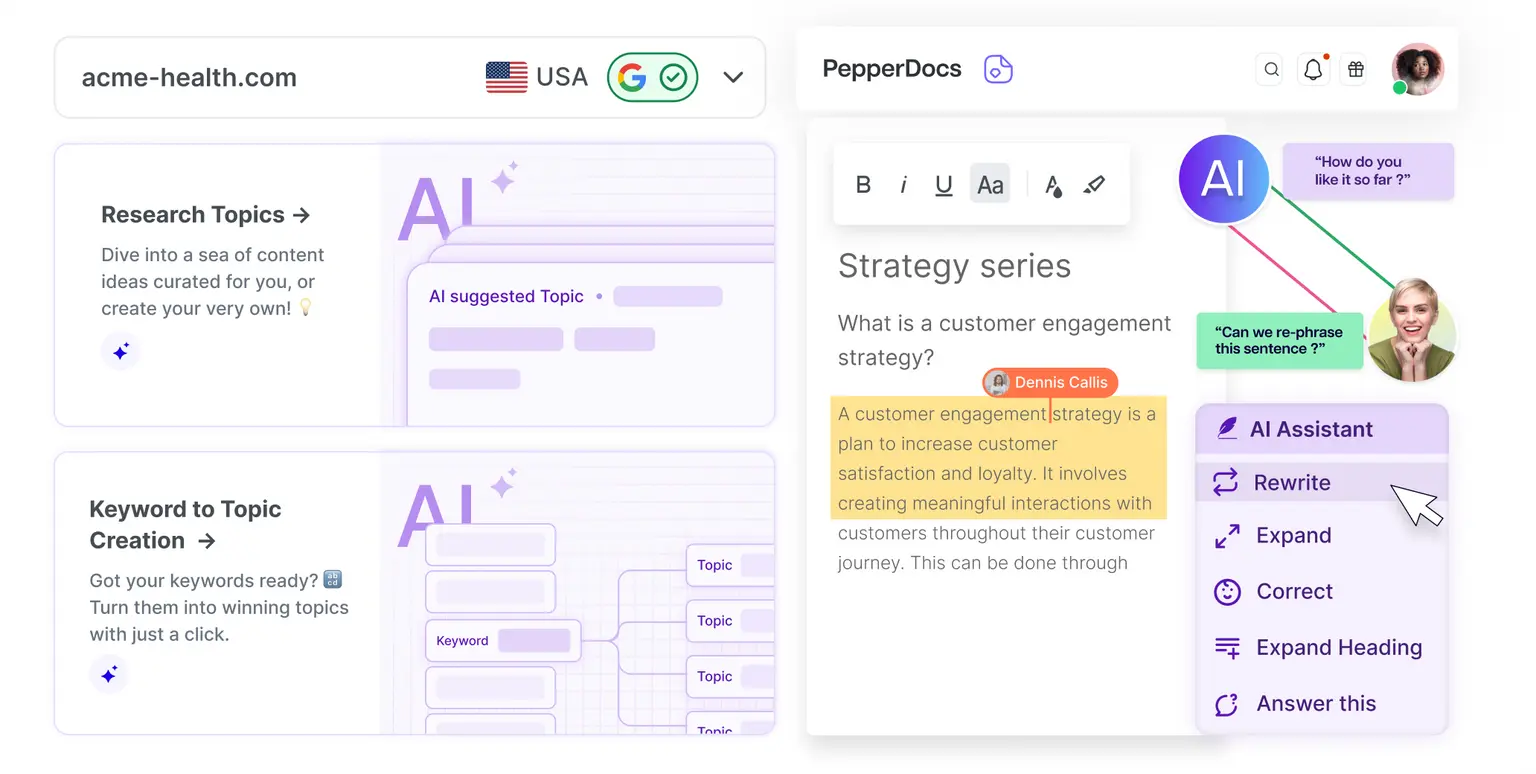 acme-health.com
USA
Research Topics →
Dive into a sea of content
ideas curated for you, or
create your very own! 💡
AI
AI suggested Topic •
Keyword to Topic
Creation →
Got your keywords ready? 🔡
Turn them into winning topics
with just a click.
AI
Keyword
Topic
Topic
Topic
Topic
PepperDocs
B i U Aa A
Strategy series
What is a customer engagement
strategy?
Dennis Callis
A customer engagement strategy is a
plan to increase customer
satisfaction and loyalty. It involves
creating meaningful interactions with
customers throughout their customer
journey. This can be done through
AI
“How do you
like it so far ?”
“Can we re-phrase
this sentence ?”
AI Assistant
Rewrite
Expand
Correct
Expand Heading
Answer this